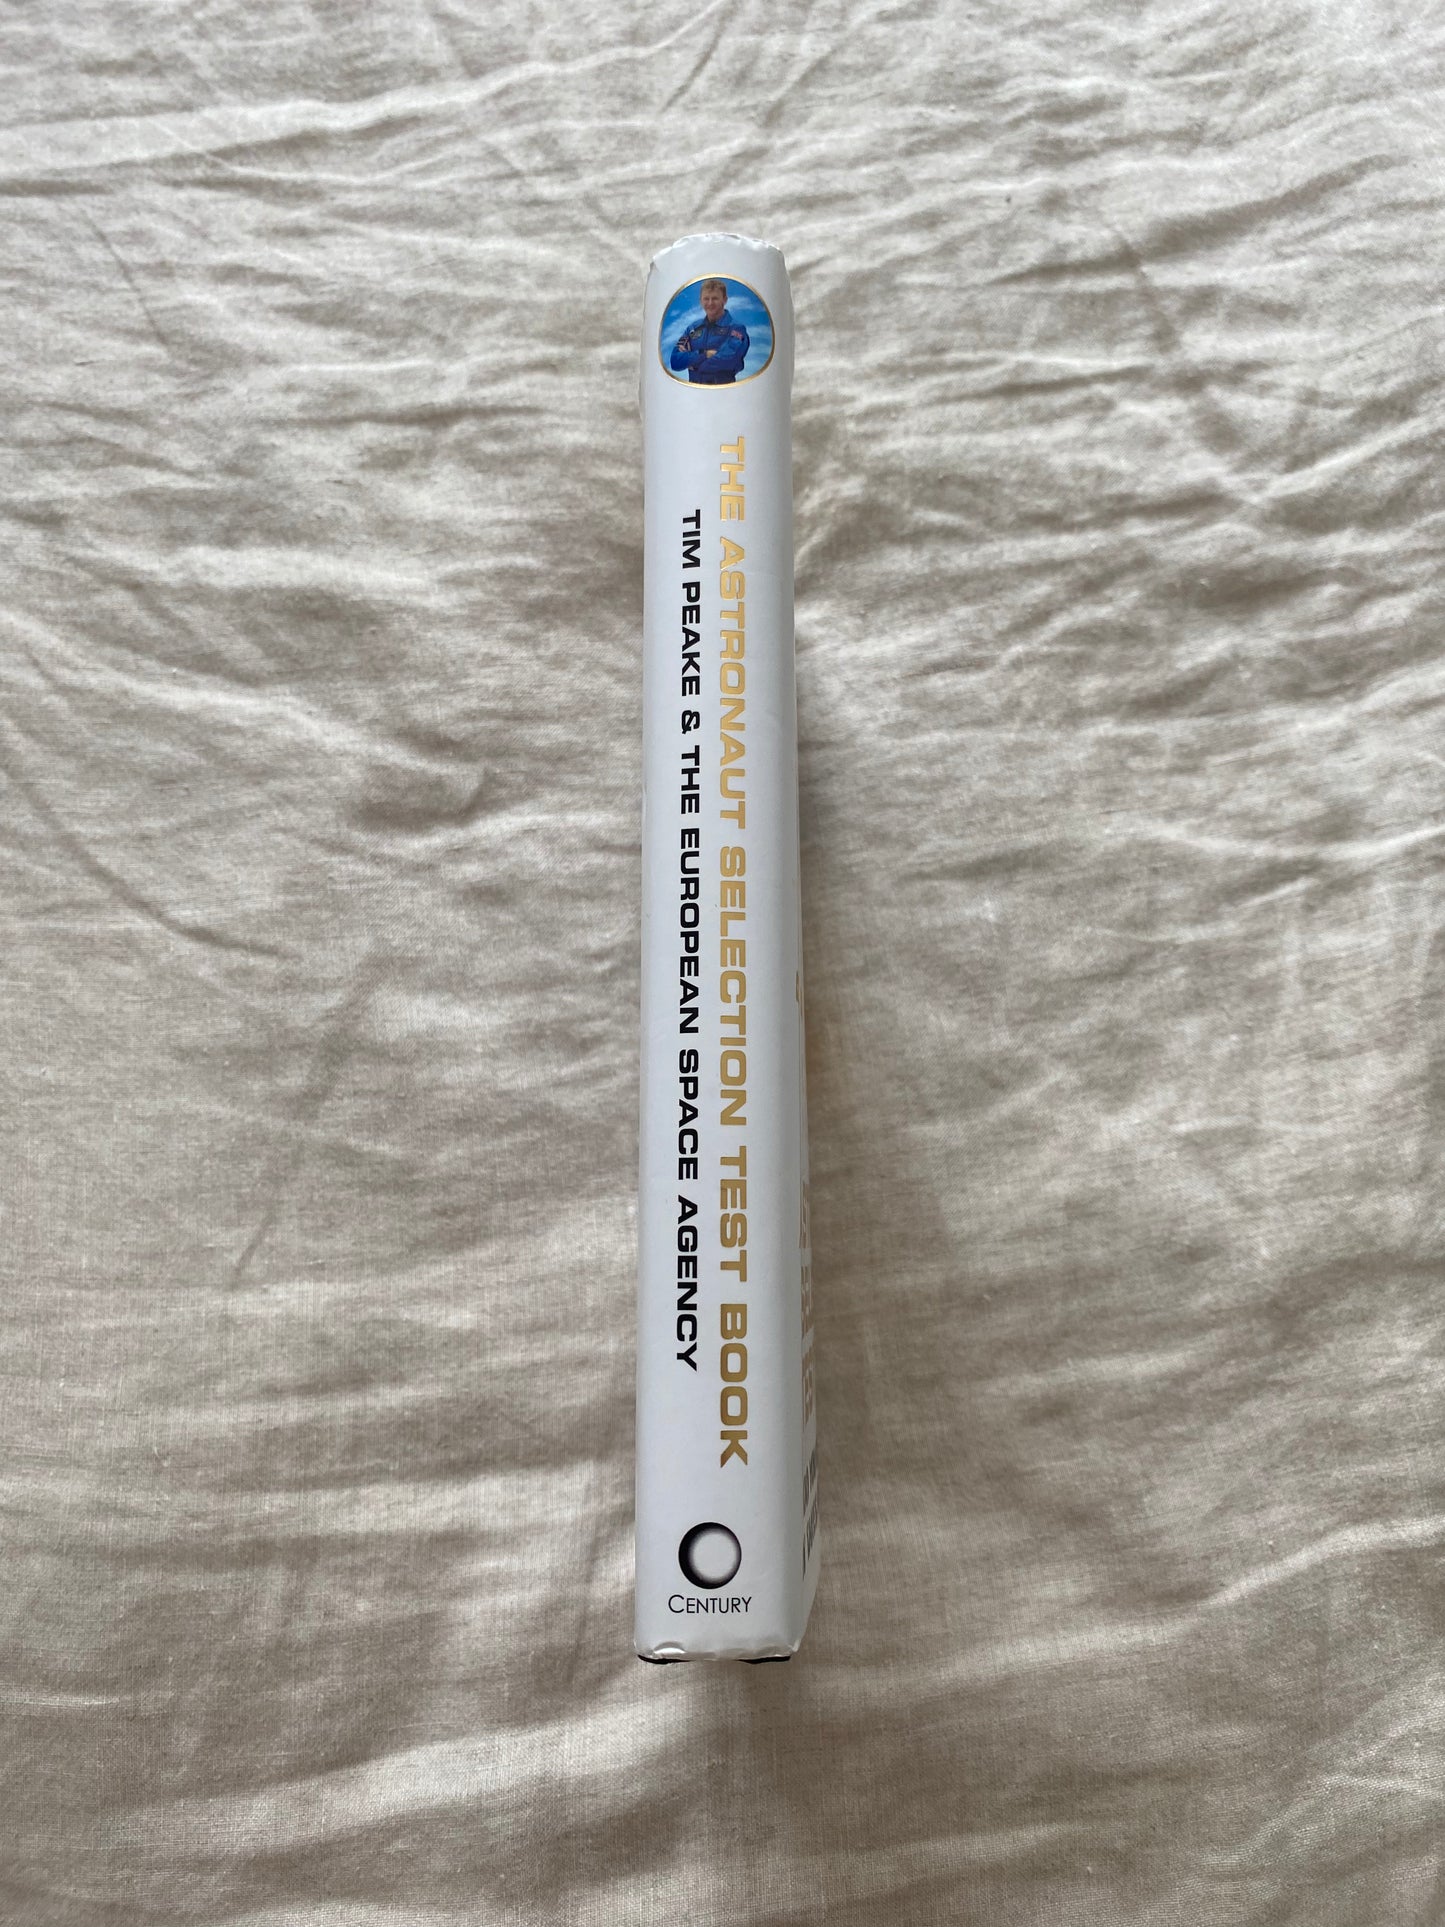 THE ASTRONAUT SELECTION TEST BOOK
TIM PEAKE & THE EUROPEAN SPACE AGENCY
CENTURY